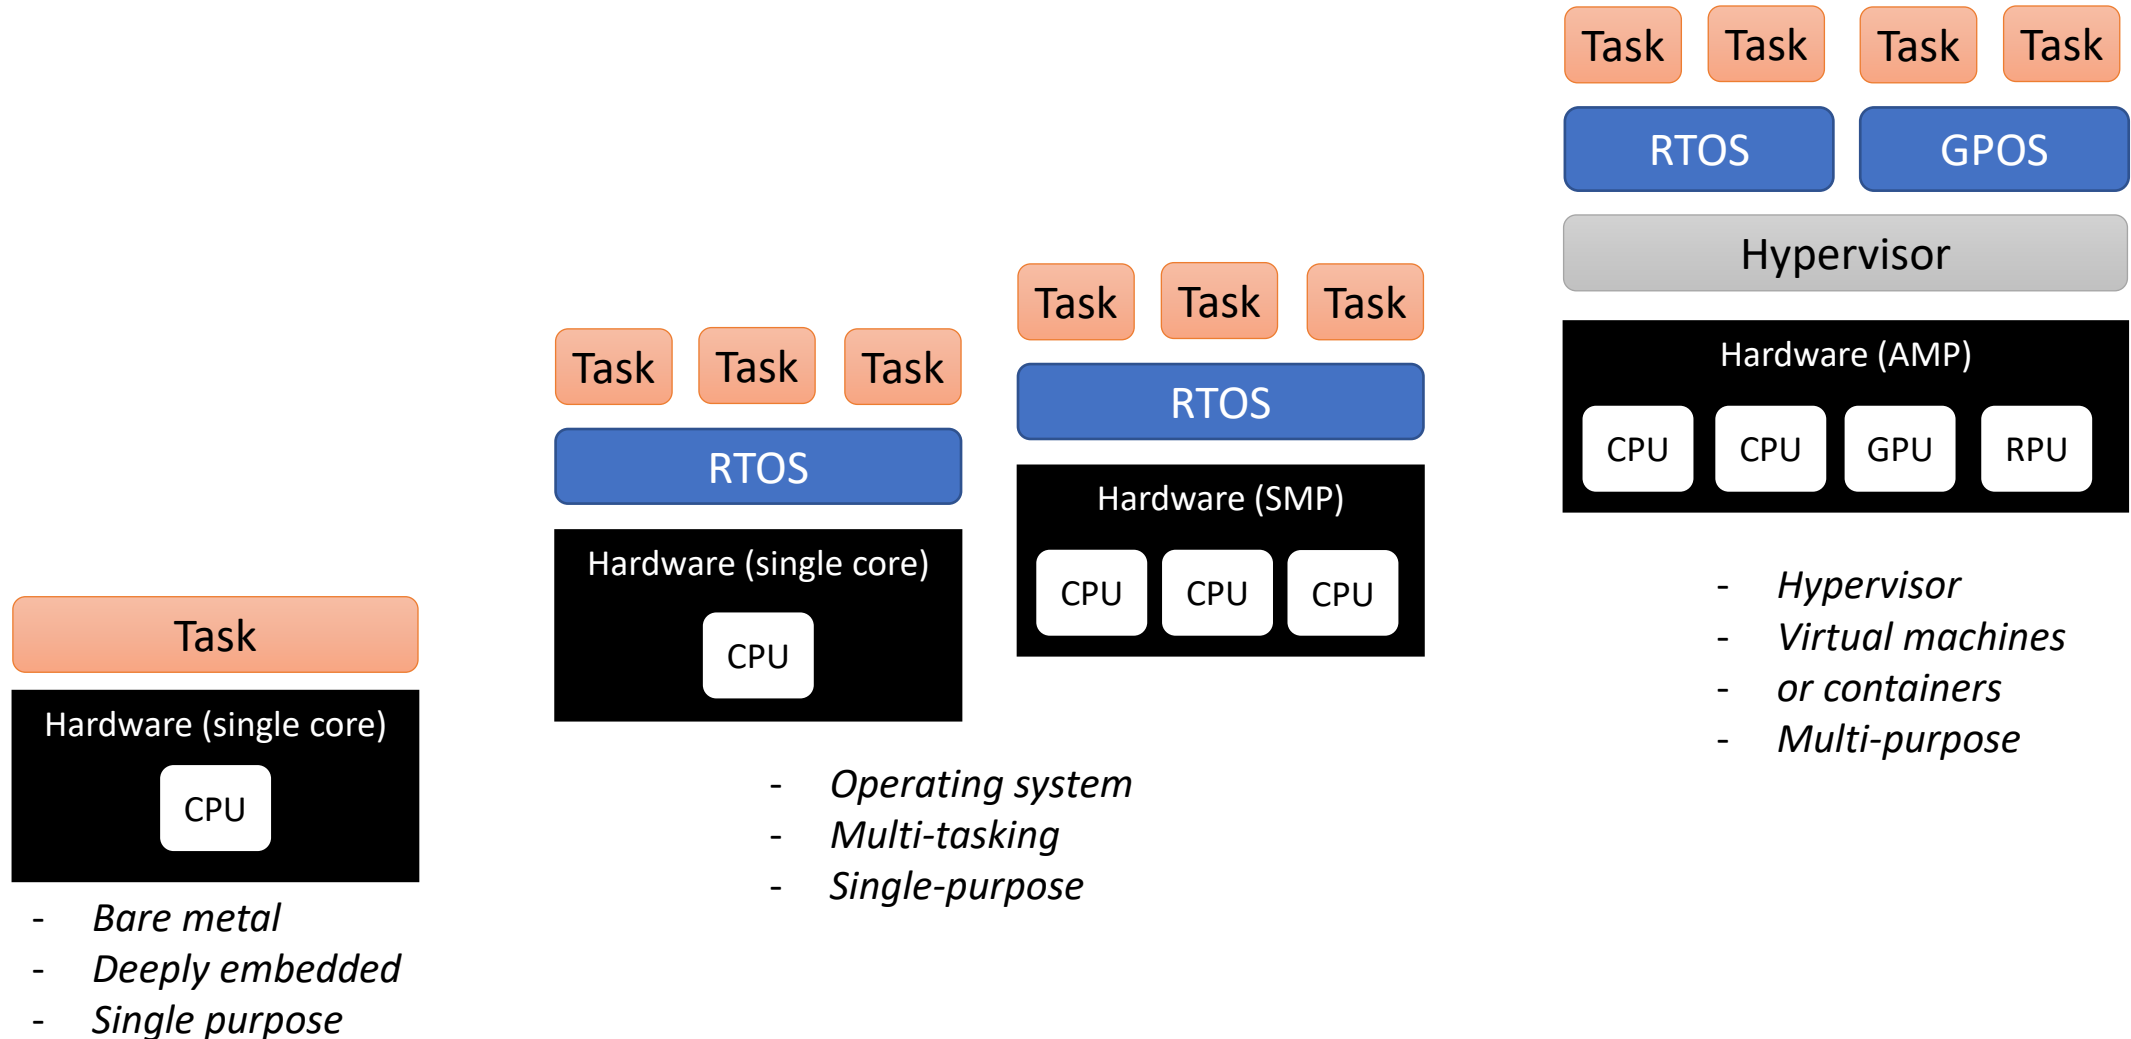 Task
Hardware (single core)
CPU
- Bare metal
- Deeply embedded
- Single purpose
Task Task Task
RTOS
Hardware (single core)
CPU
Task Task Task
RTOS
Hardware (SMP)
CPU CPU CPU
- Operating system
- Multi-tasking
- Single-purpose
Task Task Task Task
RTOS GPOS
Hypervisor
Hardware (AMP)
CPU CPU GPU RPU
- Hypervisor
- Virtual machines
- or containers
- Multi-purpose